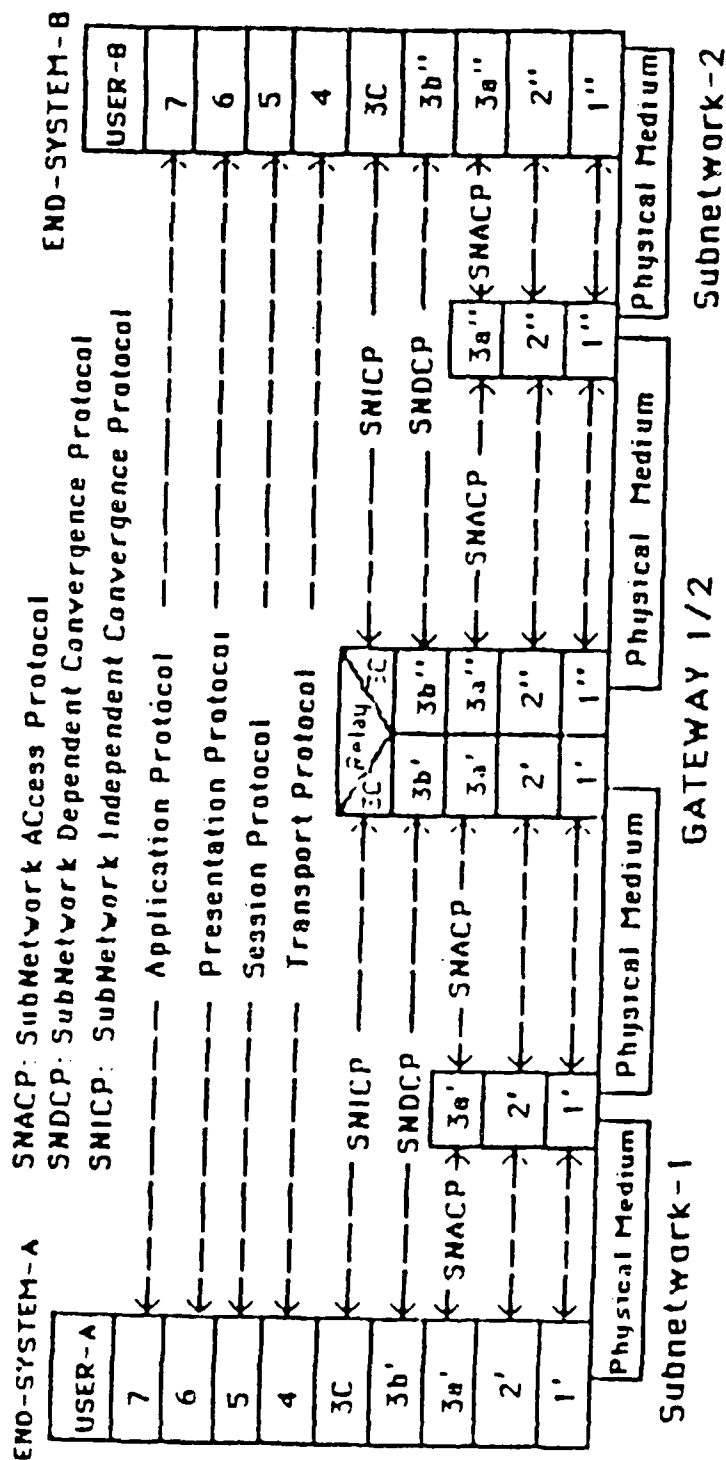 END-SYSTEM-A
SNACP: SubNetwork ACcess Protocol
SNDCP: SubNetwork Dependent Convergence Protocol
SNICP: SubNetwork Independent Convergence Protocol
END-SYSTEM-B
USER-A
7
6
5
4
3C
3b'
3a'
2'
1'
Application Protocol
Presentation Protocol
Session Protocol
Transport Protocol
SNICP
SNDCP
SNACP
SNACP
3a'
2'
1'
3C Relay 3C
3b' 3b''
3a' 3a''
2' 2''
1' 1''
SNICP
SNDCP
SNACP
SNACP
3a''
2''
1''
USER-B
7
6
5
4
3C
3b''
3a''
2''
1''
Physical Medium
Physical Medium
Physical Medium
Physical Medium
Subnetwork-1
GATEWAY 1/2
Subnetwork-2